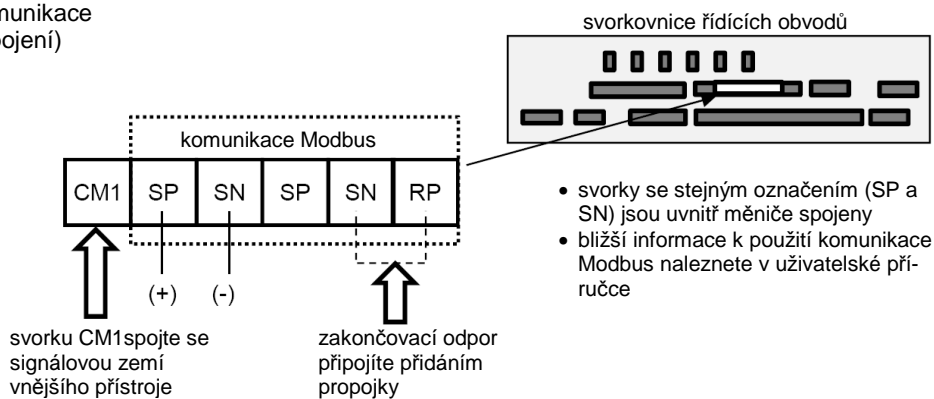 munikace
pojení)
svorkovnice řídících obvodů
komunikace Modbus
CM1 SP SN SP SN RP
(+) (-)
svorku CM1spojte se
signálovou zemí
vnějšího přístroje
zakončovací odpor
připojíte přidáním
propojky
• svorky se stejným označením (SP a
SN) jsou uvnitř měniče spojeny
• bližší informace k použití komunikace
Modbus naleznete v uživatelské pří-
ručce